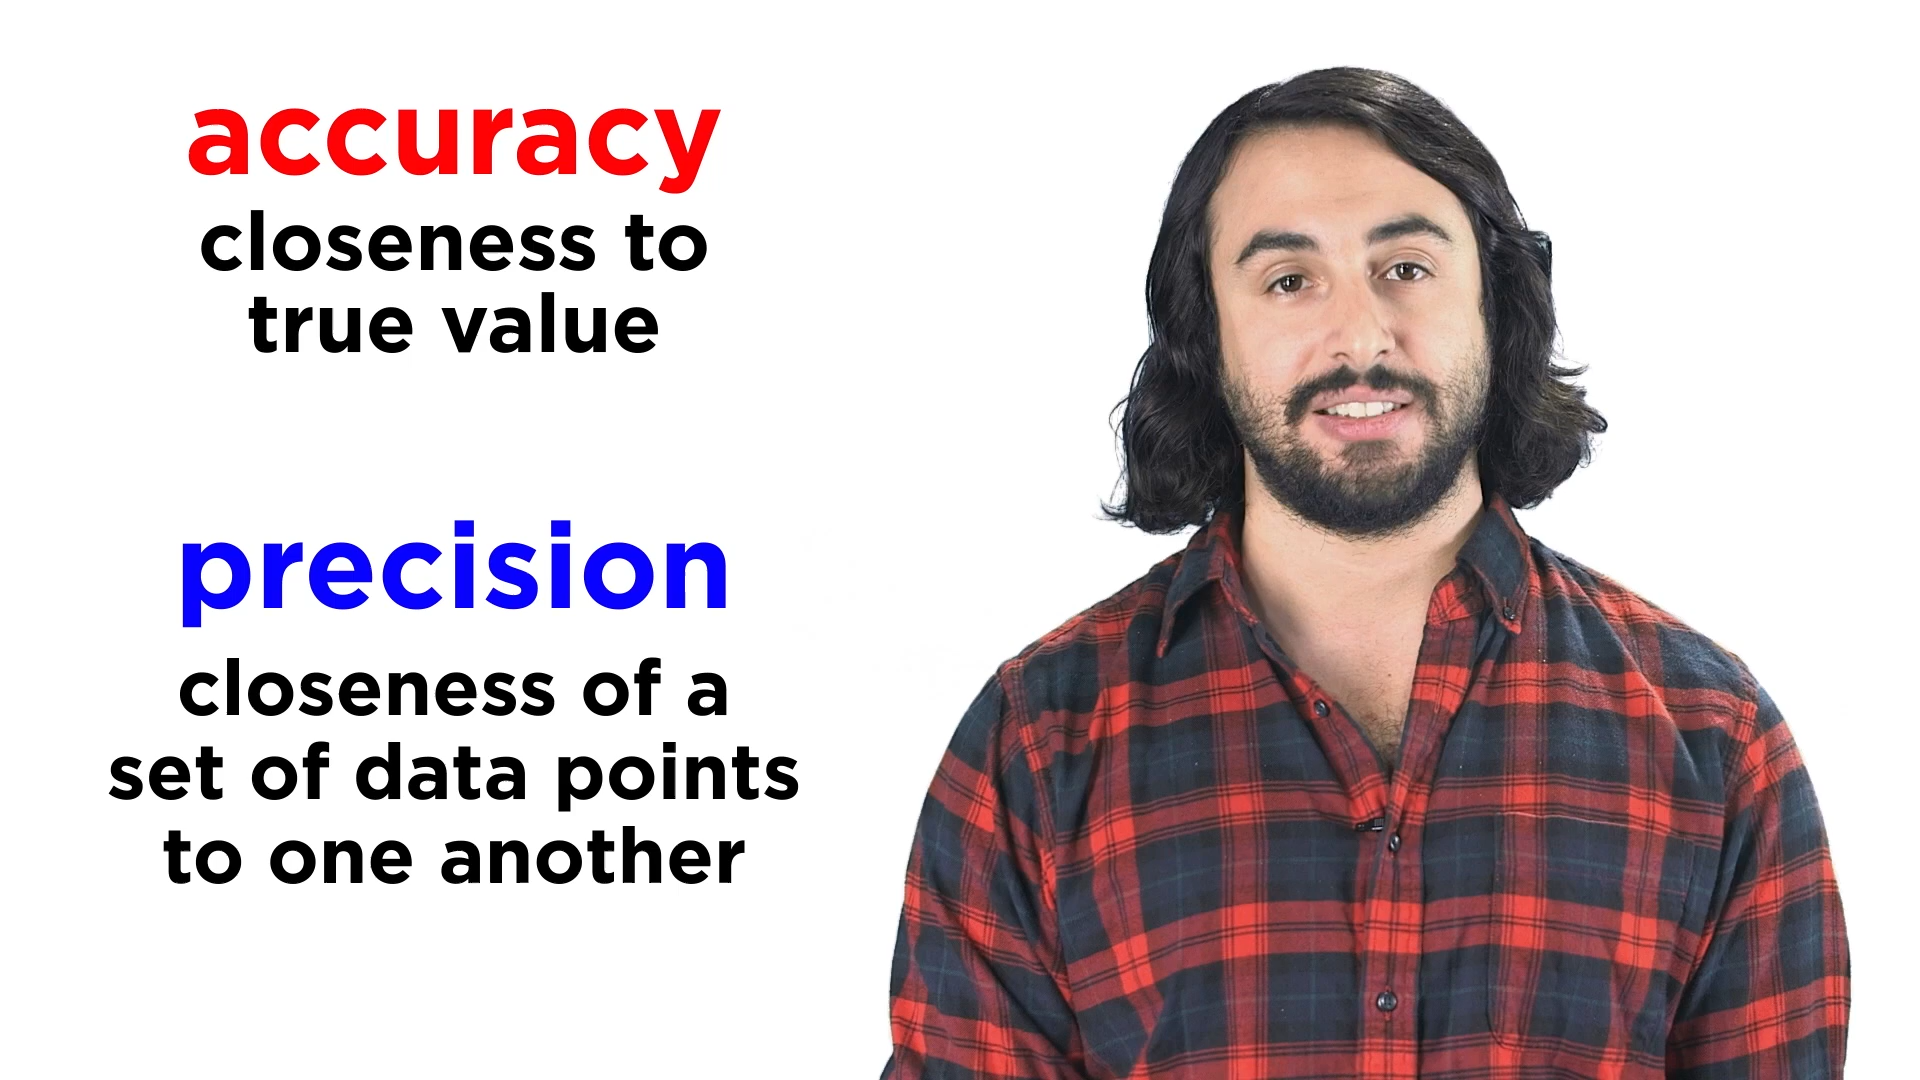 accuracy
closeness to
true value
precision
closeness of a
set of data points
to one another